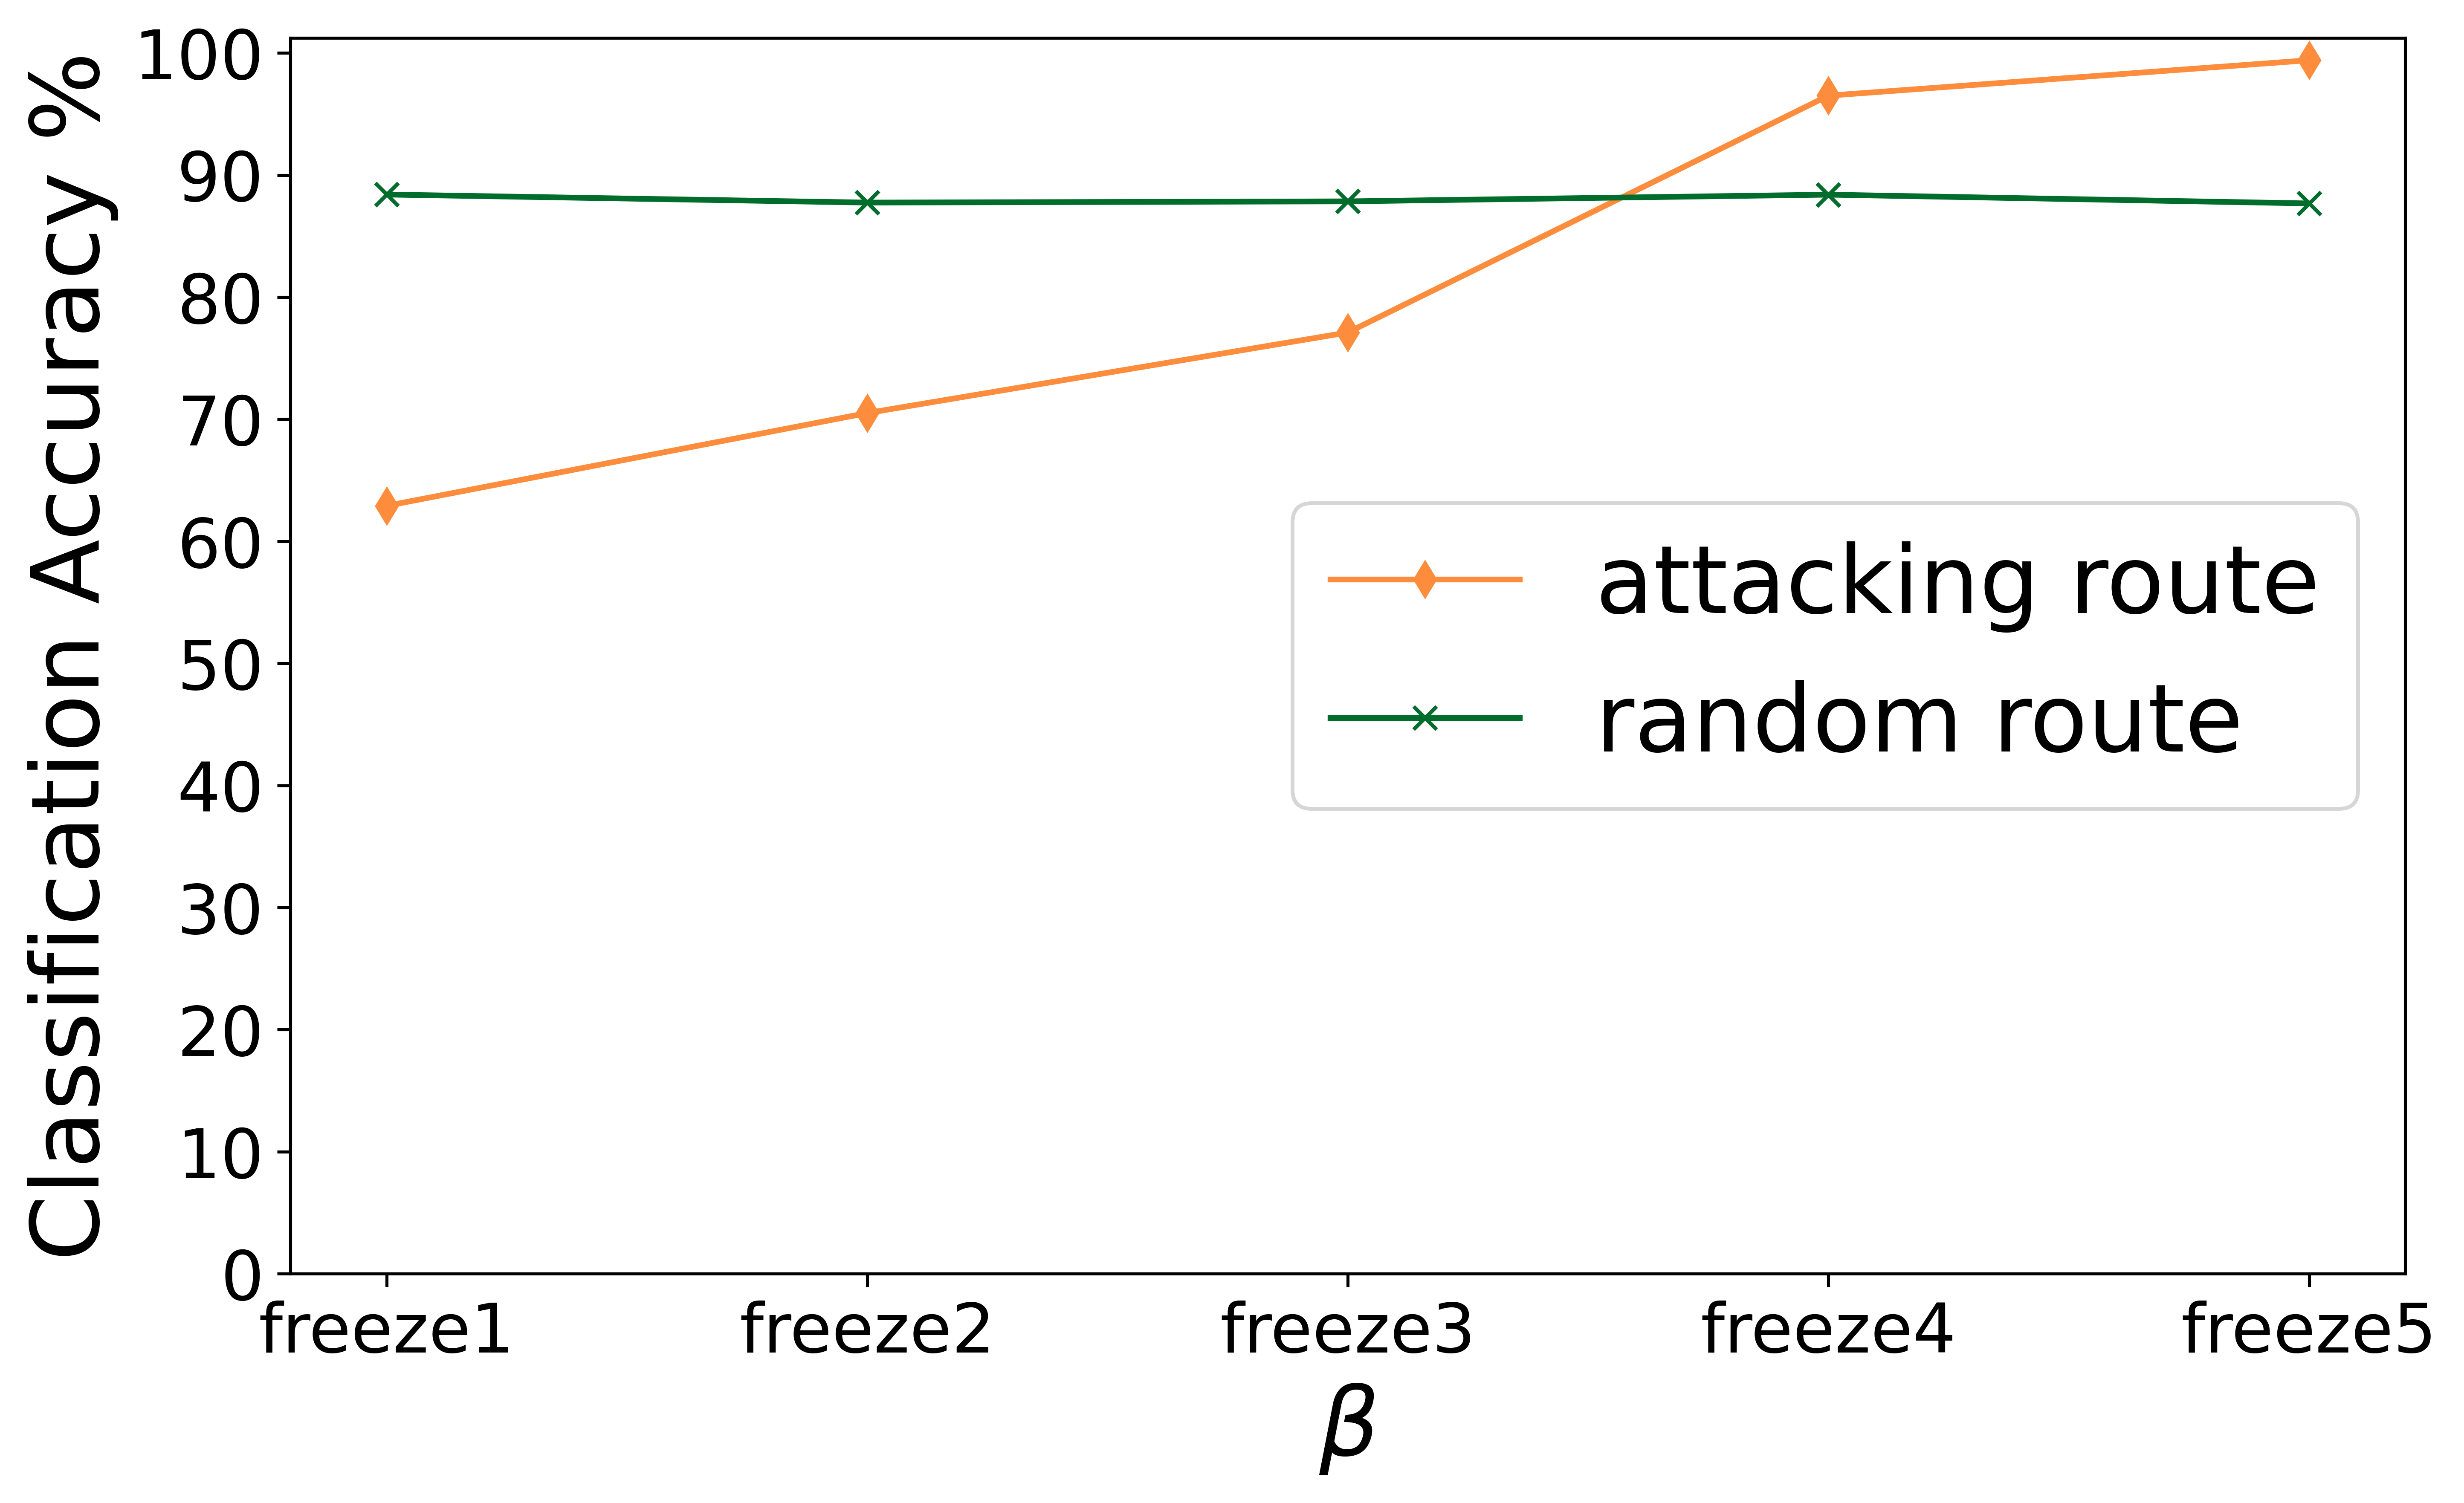 Classification Accuracy %
100
90
80
70
60
50
40
30
20
10
0
freeze1 freeze2 freeze3 freeze4 freeze5
β
attacking route
random route